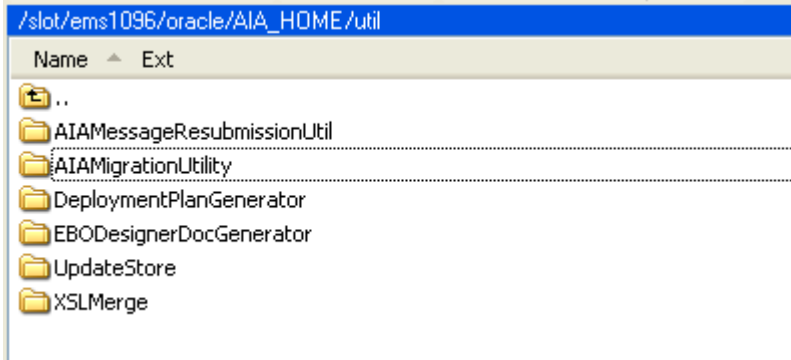 /slot/ems1096/oracle/AIA_HOME/util
Name Ext
..
AIAMessageResubmissionUtil
AIAMigrationUtility
DeploymentPlanGenerator
EBODesignerDocGenerator
UpdateStore
XSLMerge